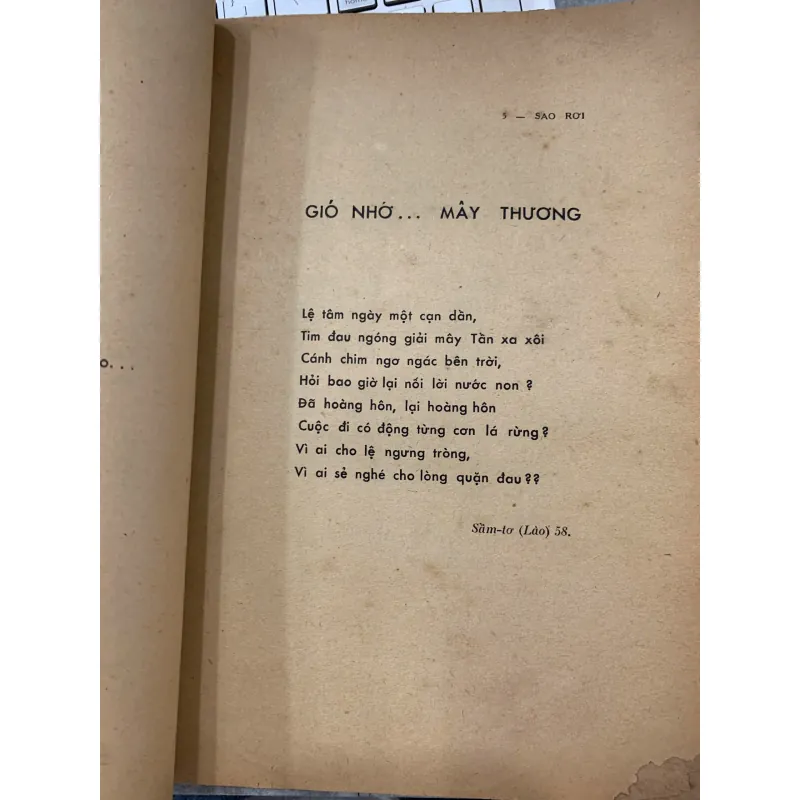 home
5 — SAO RƠI
GIÓ NHỚ... MÂY THƯƠNG
Lệ tâm ngày một cạn dần,
Tim đau ngóng giải mây Tần xa xôi
Cánh chim ngơ ngác bên trời,
o...
Hỏi bao giờ lại nối lời nước non ?
Đã hoàng hôn, lại hoàng hôn
Cuộc đi có động từng cơn lá rừng ?
Vì ai cho lệ ngưng tròng,
Vì ai sẻ nghé cho lòng quặn đau ??
Sầm-tơ (Lào) 58.